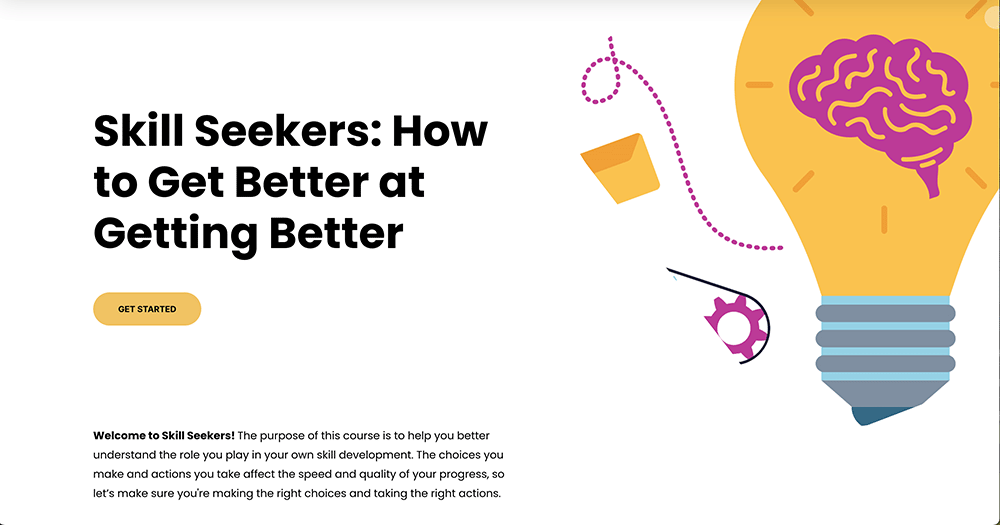 Skill Seekers: How
to Get Better at
Getting Better
GET STARTED
Welcome to Skill Seekers! The purpose of this course is to help you better
understand the role you play in your own skill development. The choices you
make and actions you take affect the speed and quality of your progress, so
let’s make sure you're making the right choices and taking the right actions.